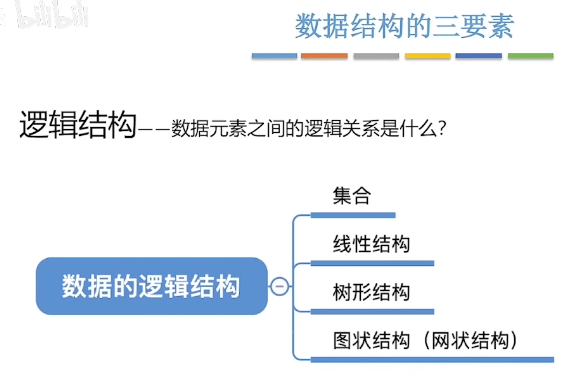 bilibili
数据结构的三要素
逻辑结构——数据元素之间的逻辑关系是什么?
集合
线性结构
数据的逻辑结构
树形结构
图状结构（网状结构）